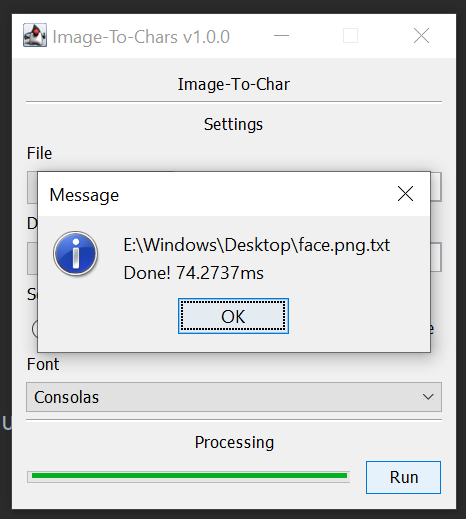 Image-To-Chars v1.0.0
Image-To-Char
Settings
File
Message
E:\Windows\Desktop\face.png.txt
Done! 74.2737ms
OK
Font
Consolas
Processing
Run